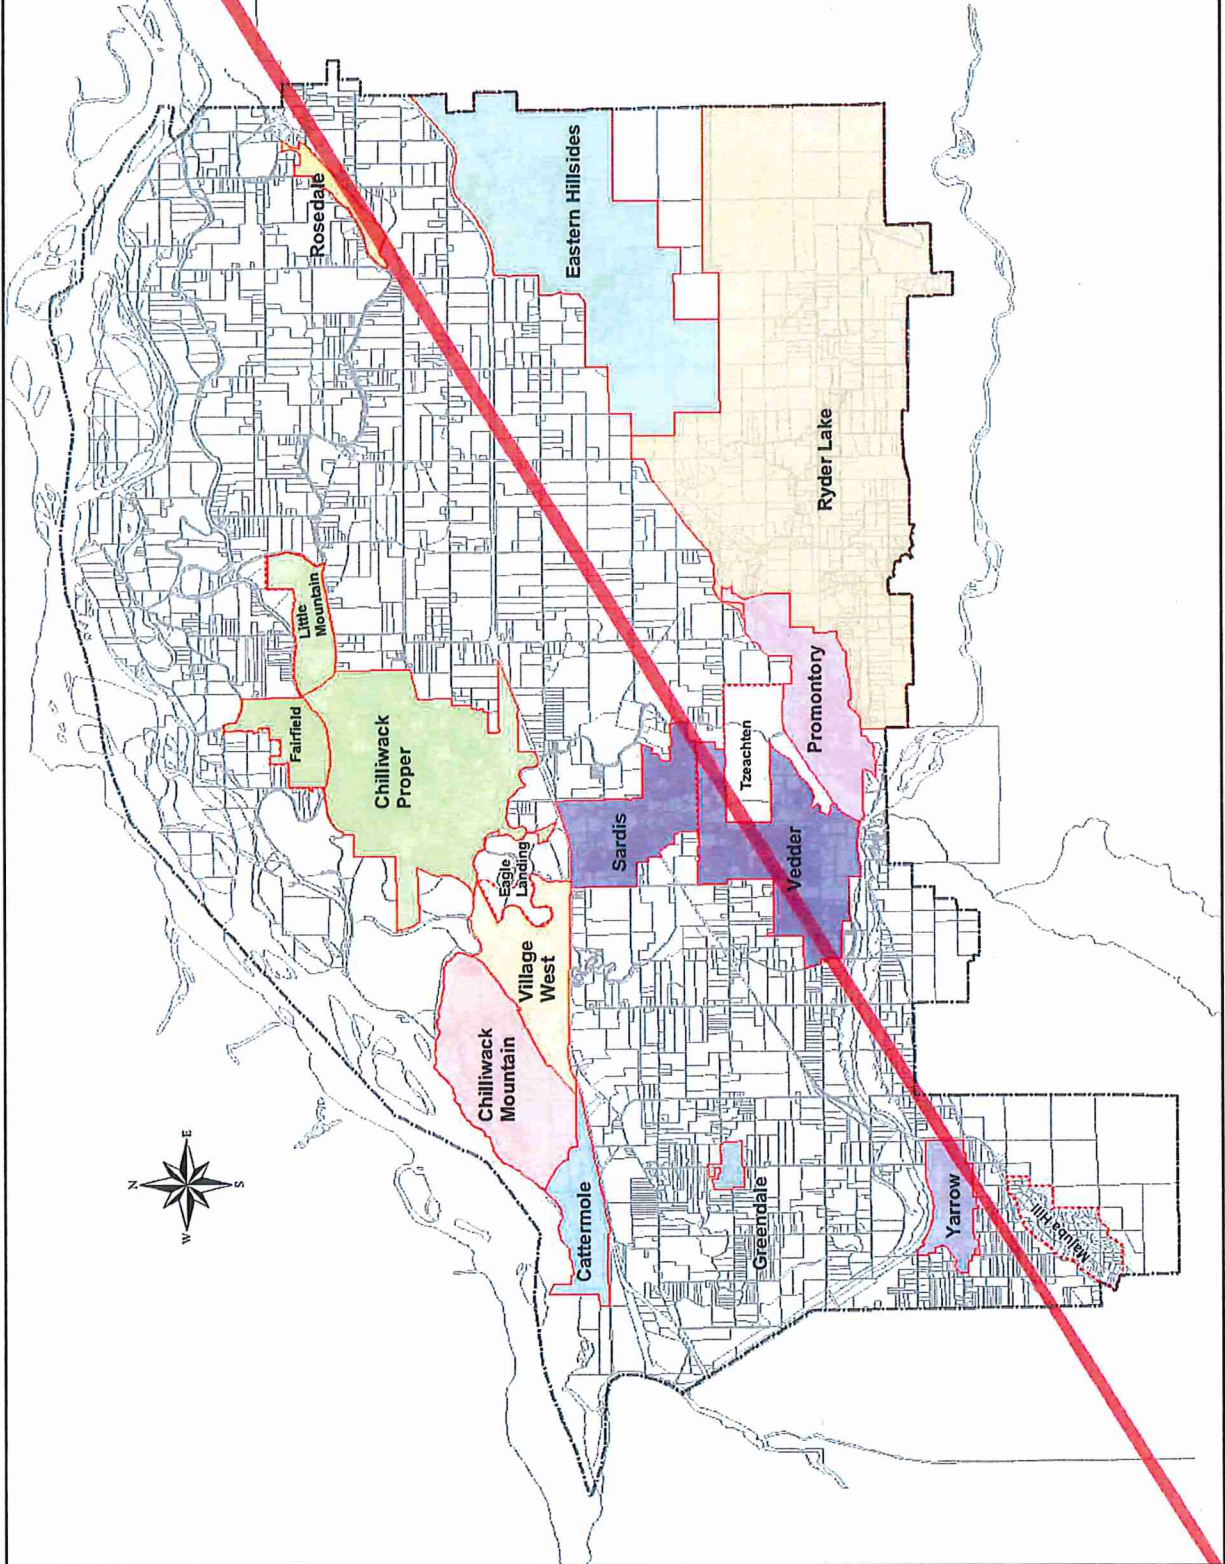 Rosedale
Eastern Hillsides
Ryder Lake
Little
Mountain
Fairfield
Chilliwack
Proper
Promontory
Tzeachten
Sardis
Vedder
Eagle
Landing
Village
West
Chilliwack
Mountain
Cattermole
Greendale
Yarrow
Majuba Hill
N
E
S
W